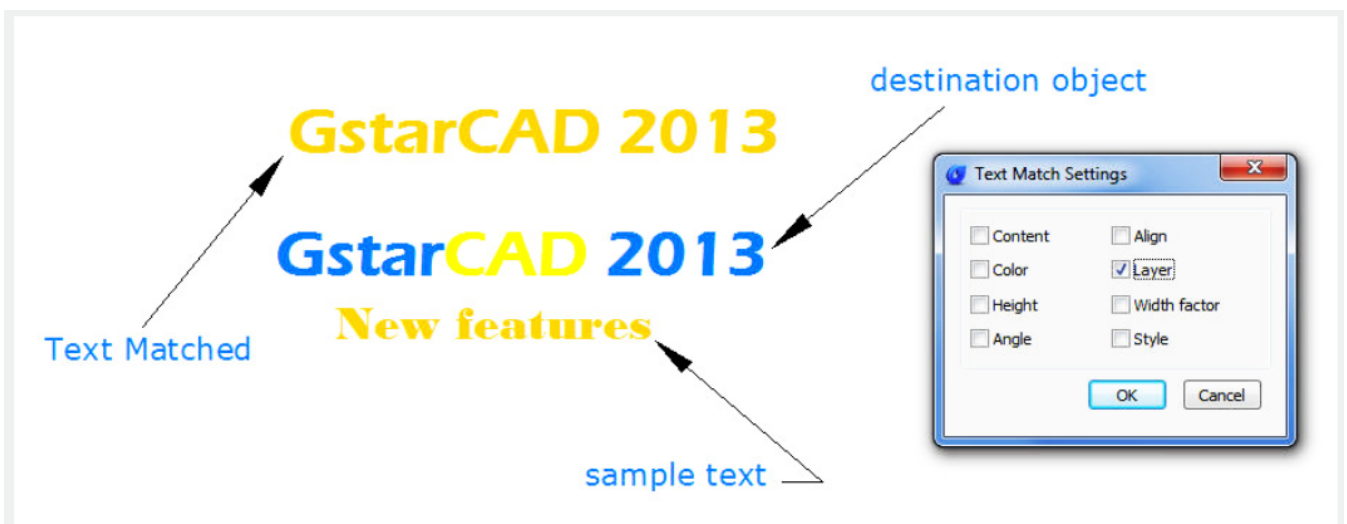 destination object
GstarCAD 2013
Text Match Settings
GstarCAD 2013
Content
Align
Color
Layer
New features
Height
Width factor
Text Matched
Angle
Style
OK
Cancel
sample text